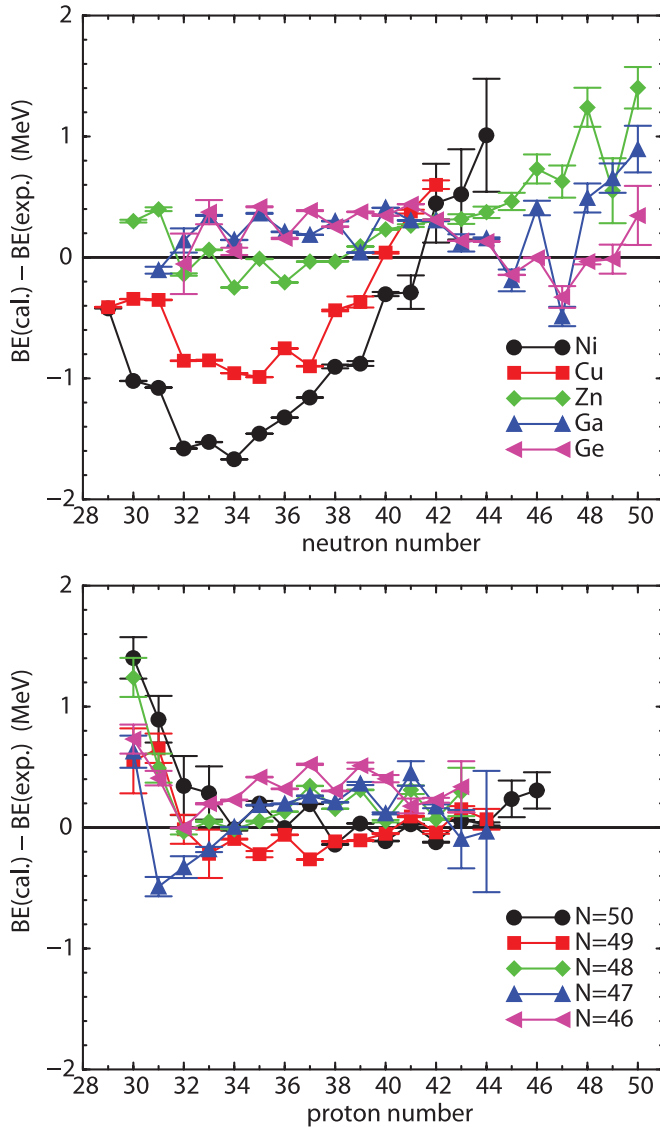 2
1
0
−1
−2
BE(cal.) − BE(exp.) (MeV)
28 30 32 34 36 38 40 42 44 46 48 50
neutron number
Ni
Cu
Zn
Ga
Ge
2
1
0
−1
−2
BE(cal.) − BE(exp.) (MeV)
28 30 32 34 36 38 40 42 44 46 48 50
proton number
N=50
N=49
N=48
N=47
N=46